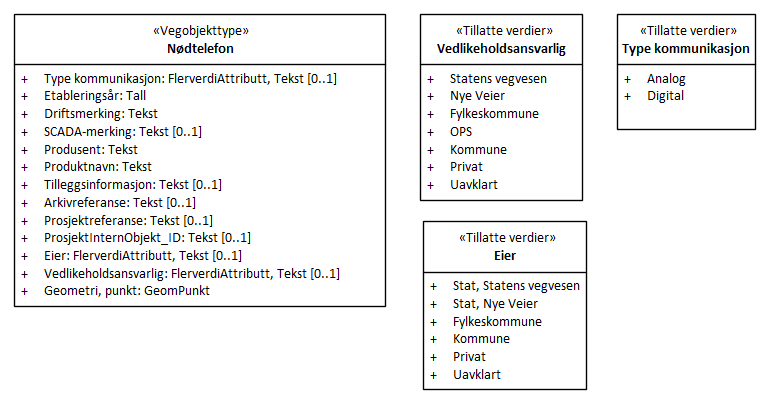 «Vegobjekttype»
Nødtelefon
+ Type kommunikasjon: FlerverdiAttributt, Tekst [0..1]
+ Etableringsår: Tall
+ Driftsmerking: Tekst
+ SCADA-merking: Tekst [0..1]
+ Produsent: Tekst
+ Produktnavn: Tekst
+ Tilleggsinformasjon: Tekst [0..1]
+ Arkivreferanse: Tekst [0..1]
+ Prosjektreferanse: Tekst [0..1]
+ ProsjektInternObjekt_ID: Tekst [0..1]
+ Eier: FlerverdiAttributt, Tekst [0..1]
+ Vedlikeholdsansvarlig: FlerverdiAttributt, Tekst [0..1]
+ Geometri, punkt: GeomPunkt
«Tillatte verdier»
Vedlikeholdsansvarlig
+ Statens vegvesen
+ Nye Veier
+ Fylkeskommune
+ OPS
+ Kommune
+ Privat
+ Uavklart
«Tillatte verdier»
Type kommunikasjon
+ Analog
+ Digital
«Tillatte verdier»
Eier
+ Stat, Statens vegvesen
+ Stat, Nye Veier
+ Fylkeskommune
+ Kommune
+ Privat
+ Uavklart